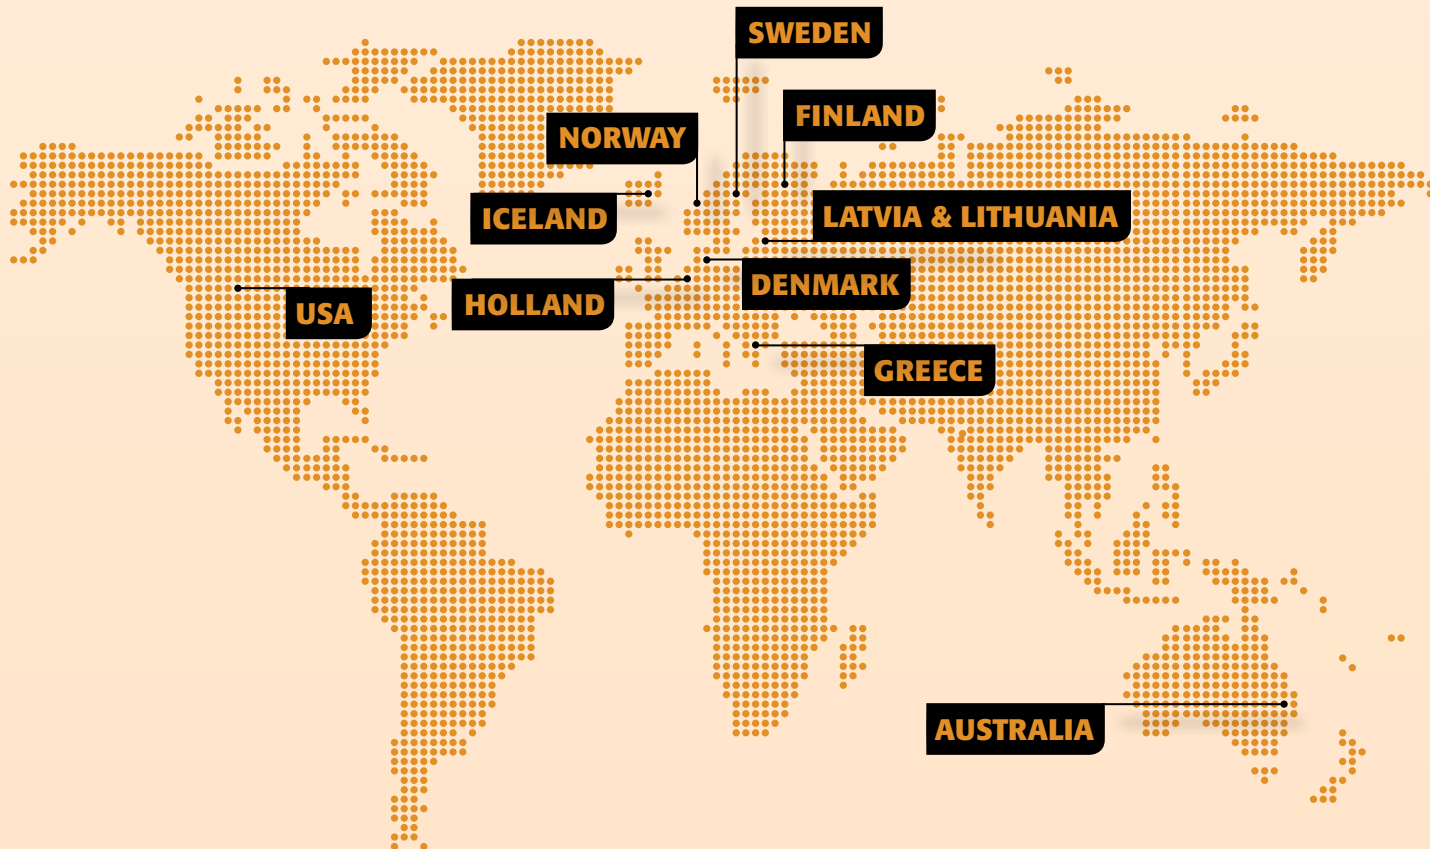 SWEDEN
FINLAND
NORWAY
ICELAND
LATVIA & LITHUANIA
DENMARK
HOLLAND
USA
GREECE
AUSTRALIA